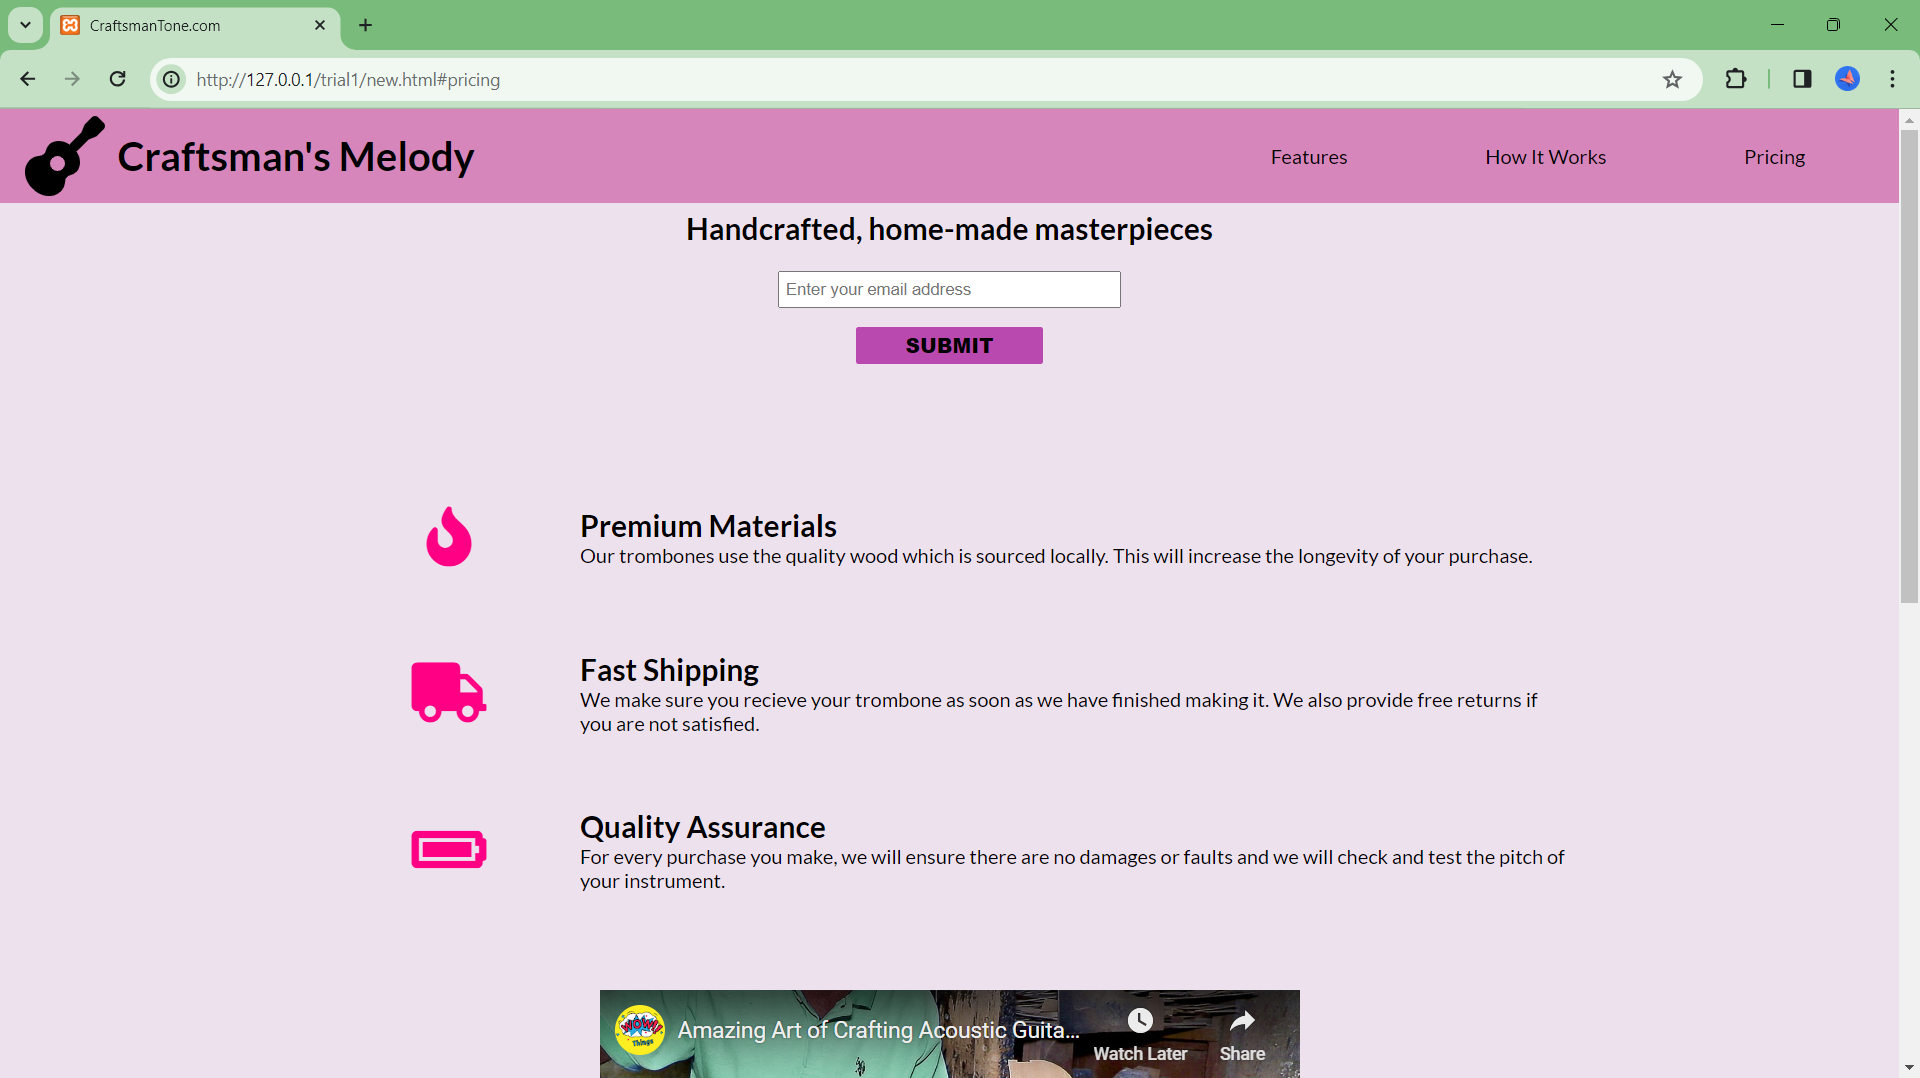 CraftsmanTone.com
http://127.0.0.1/trial1/new.html#pricing
Craftsman's Melody
Features
How It Works
Pricing
Handcrafted, home-made masterpieces
Enter your email address
SUBMIT
Premium Materials
Our trombones use the quality wood which is sourced locally. This will increase the longevity of your purchase.
Fast Shipping
We make sure you recieve your trombone as soon as we have finished making it. We also provide free returns if
you are not satisfied.
Quality Assurance
For every purchase you make, we will ensure there are no damages or faults and we will check and test the pitch of
your instrument.
WOW!
Things
Amazing Art of Crafting Acoustic Guita...
Watch Later
Share